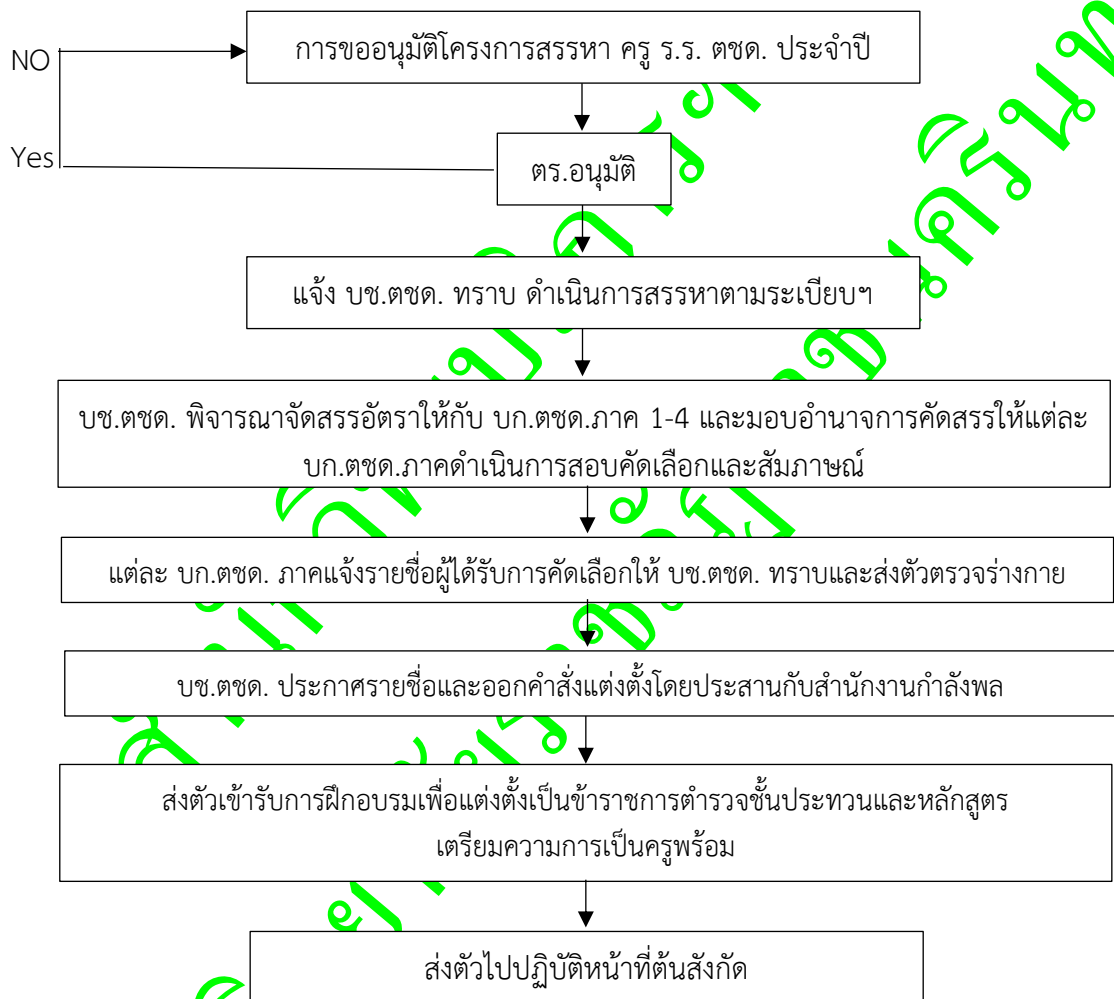 NO
การขออนุมัติโครงการสรรหา ครู ร.ร. ตชด. ประจำปี
Yes
ตร.อนุมัติ
แจ้ง บช.ตชด. ทราบ ดำเนินการสรรหาตามระเบียบฯ
บช.ตชด. พิจารณาจัดสรรอัตราให้กับ บก.ตชด.ภาค 1-4 และมอบอำนาจการคัดสรรให้แต่ละ
บก.ตชด.ภาคดำเนินการสอบคัดเลือกและสัมภาษณ์
แต่ละ บก.ตชด. ภาคแจ้งรายชื่อผู้ได้รับการคัดเลือกให้ บช.ตชด. ทราบและส่งตัวตรวจร่างกาย
บช.ตชด. ประกาศรายชื่อและออกคำสั่งแต่งตั้งโดยประสานกับสำนักงานกำลังพล
ส่งตัวเข้ารับการฝึกอบรมเพื่อแต่งตั้งเป็นข้าราชการตำรวจชั้นประทวนและหลักสูตร
เตรียมความการเป็นครูพร้อม
ส่งตัวไปปฏิบัติหน้าที่ต้นสังกัด